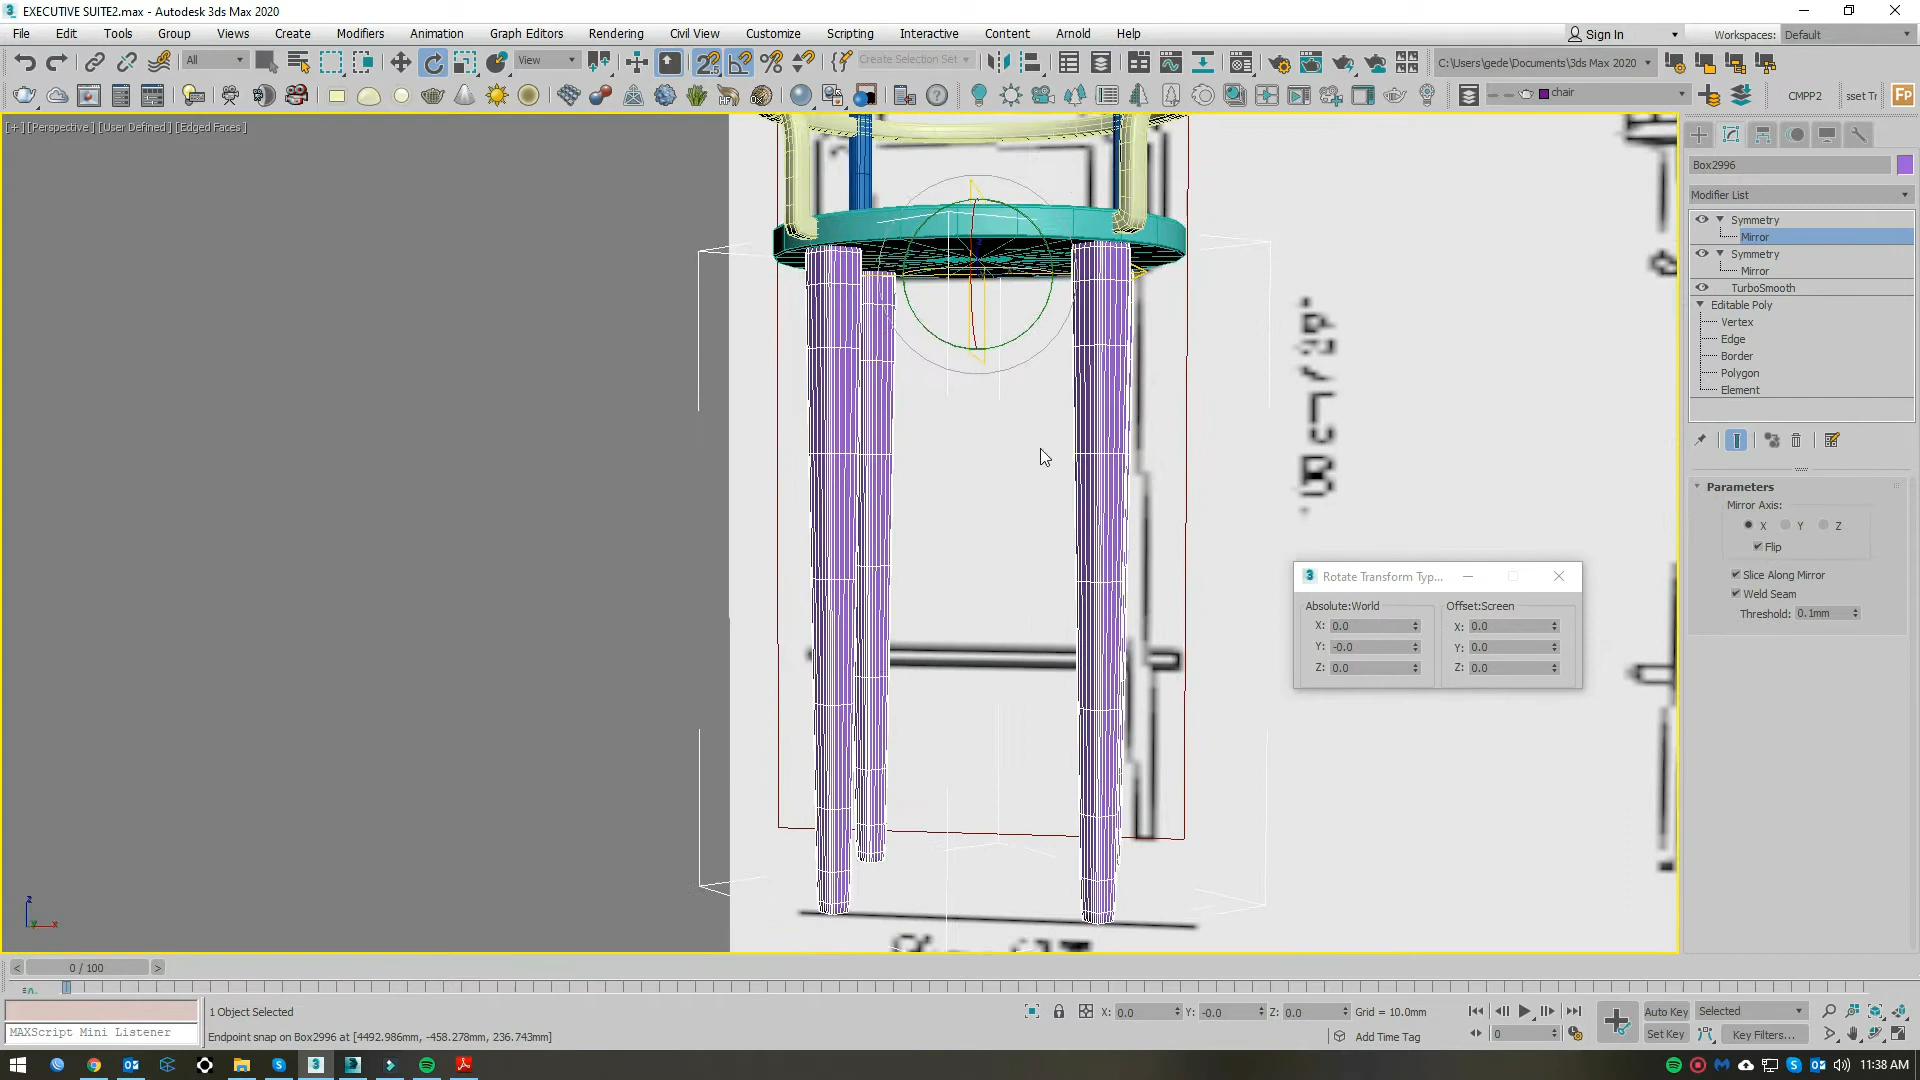 EXECUTIVE SUITE2.max - Autodesk 3ds Max 2020
File Edit Tools Group Views Create Modifiers Animation Graph Editors Rendering Civil View Customize Scripting Interactive Content Arnold Help
Sign In
Workspaces: Default
All
View
Create Selection Set
C:\Users\gede\Documents\3ds Max 2020
chair
CMPP2
sset Tr
Fp
[+] [Perspective] [User Defined] [Edged Faces]
Box2996
Modifier List
Symmetry
Mirror
Symmetry
Mirror
TurboSmooth
Editable Poly
Vertex
Edge
Border
Polygon
Element
Parameters
Mirror Axis:
X Y Z
Flip
Slice Along Mirror
Weld Seam
Threshold: 0.1mm
Rotate Transform Typ...
Absolute:World Offset:Screen
X: 0.0 X: 0.0
Y: -0.0 Y: 0.0
Z: 0.0 Z: 0.0
z
x
0 / 100
1 Object Selected
X: 0.0 Y: -0.0 Z: 0.0 Grid = 10.0mm
Auto Key Selected
MAXScript Mini Listener
Endpoint snap on Box2996 at [4492.986mm, -458.278mm, 236.743mm]
Add Time Tag
0
Set Key Key Filters...
11:38 AM